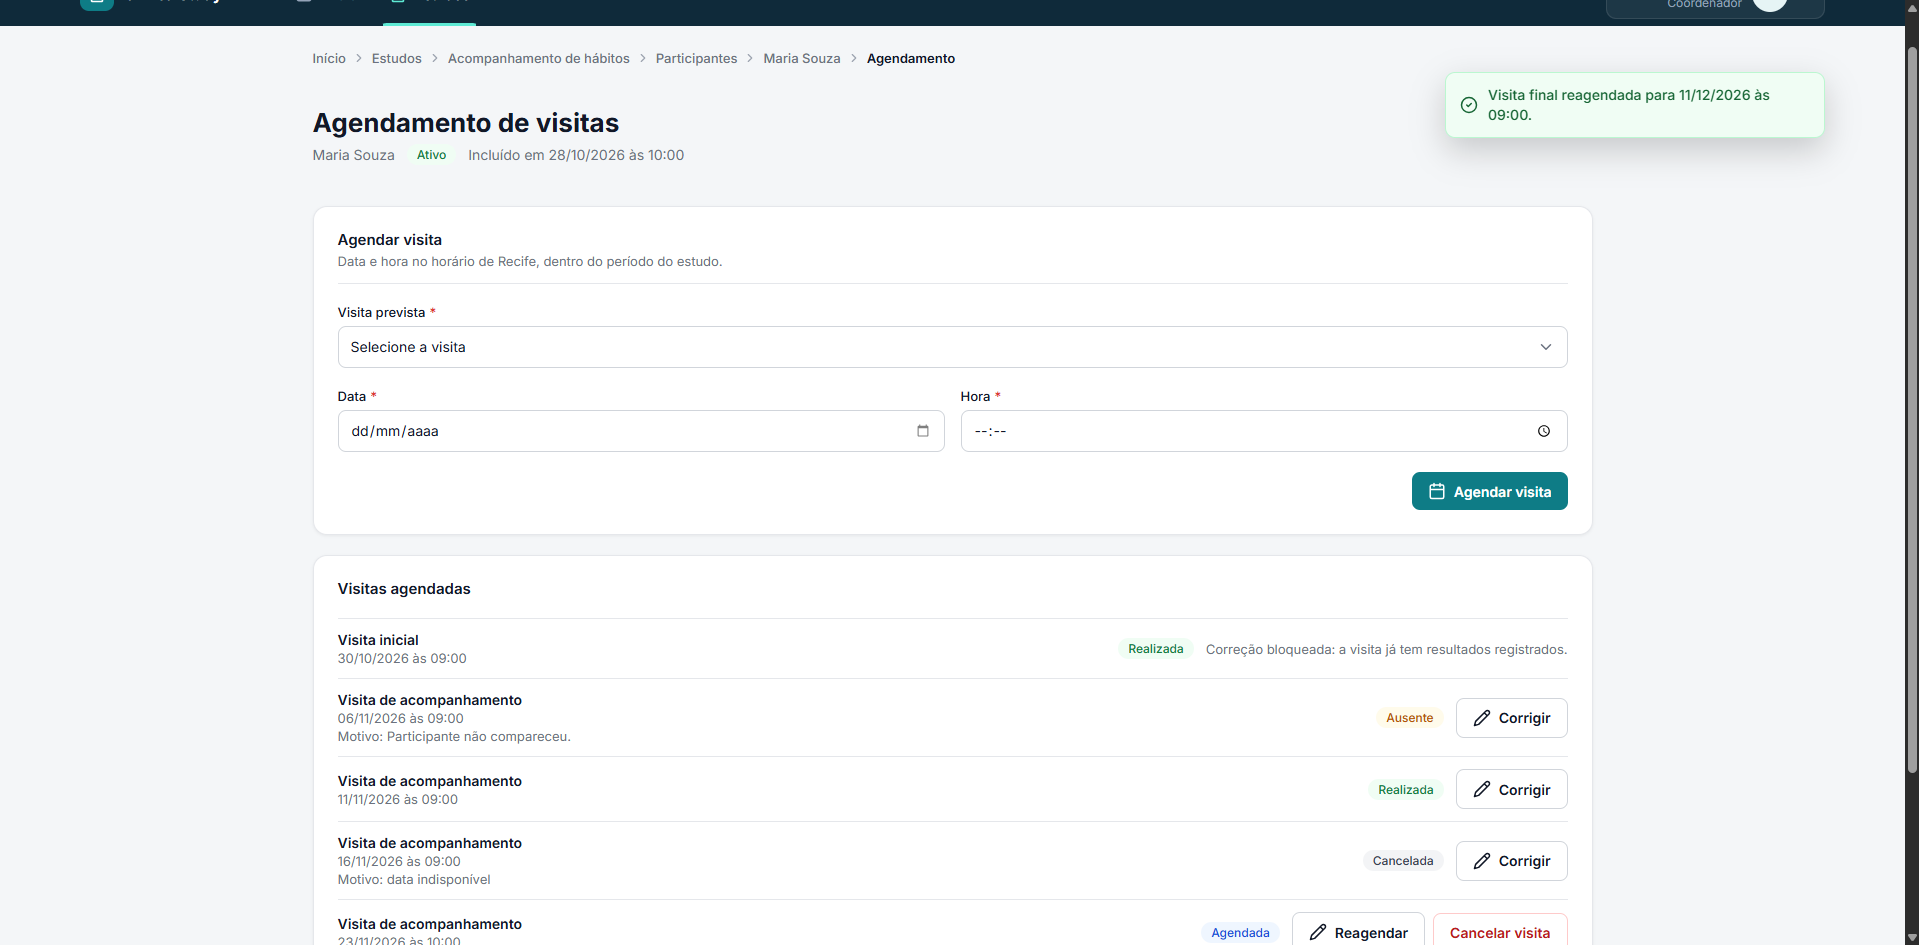 Coordenador
Início > Estudos > Acompanhamento de hábitos > Participantes > Maria Souza > Agendamento
Visita final reagendada para 11/12/2026 às
09:00.
Agendamento de visitas
Maria Souza Ativo Incluído em 28/10/2026 às 10:00
Agendar visita
Data e hora no horário de Recife, dentro do período do estudo.
Visita prevista *
Selecione a visita
Data * Hora *
dd/mm/aaaa --:--
Agendar visita
Visitas agendadas
Visita inicial
30/10/2026 às 09:00
Realizada Correção bloqueada: a visita já tem resultados registrados.
Visita de acompanhamento
06/11/2026 às 09:00
Motivo: Participante não compareceu.
Ausente Corrigir
Visita de acompanhamento
11/11/2026 às 09:00
Realizada Corrigir
Visita de acompanhamento
16/11/2026 às 09:00
Motivo: data indisponível
Cancelada Corrigir
Visita de acompanhamento
23/11/2026 às 10:00
Agendada Reagendar Cancelar visita